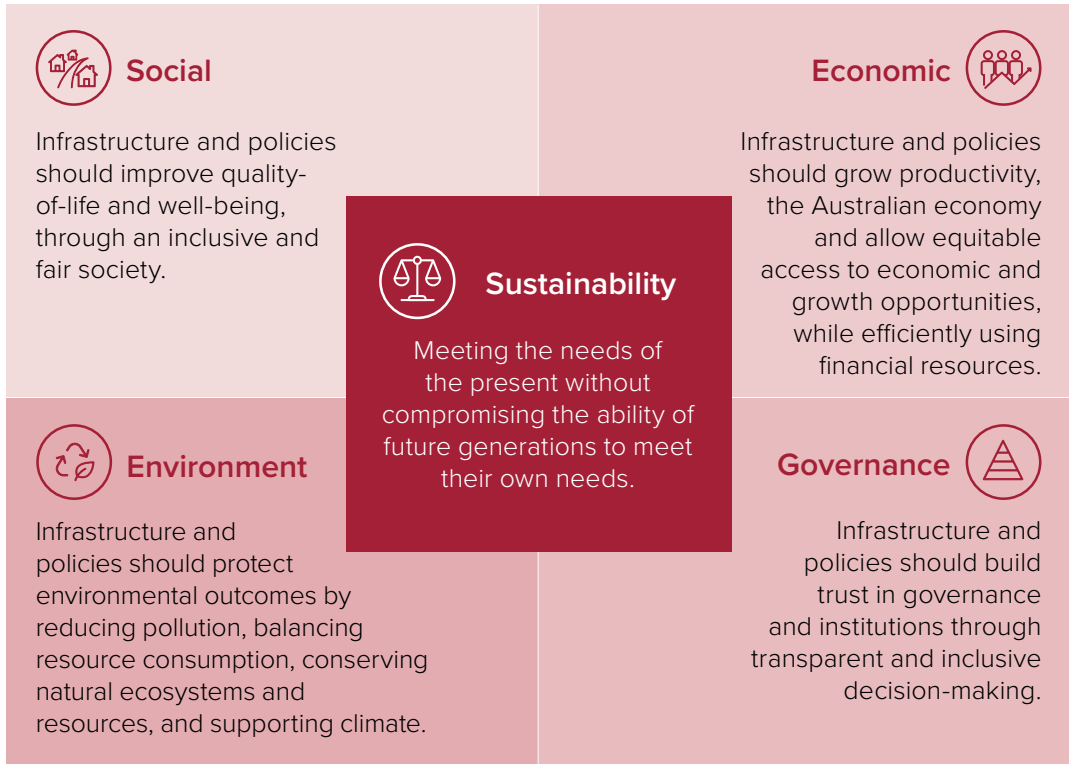 Social
Infrastructure and policies
should improve quality-
of-life and well-being,
through an inclusive and
fair society.
Economic
Infrastructure and policies
should grow productivity,
the Australian economy
and allow equitable
access to economic and
growth opportunities,
while efficiently using
financial resources.
Sustainability
Meeting the needs of
the present without
compromising the ability of
future generations to meet
their own needs.
Environment
Infrastructure and
policies should protect
environmental outcomes by
reducing pollution, balancing
resource consumption, conserving
natural ecosystems and
resources, and supporting climate.
Governance
Infrastructure and
policies should build
trust in governance
and institutions through
transparent and inclusive
decision-making.